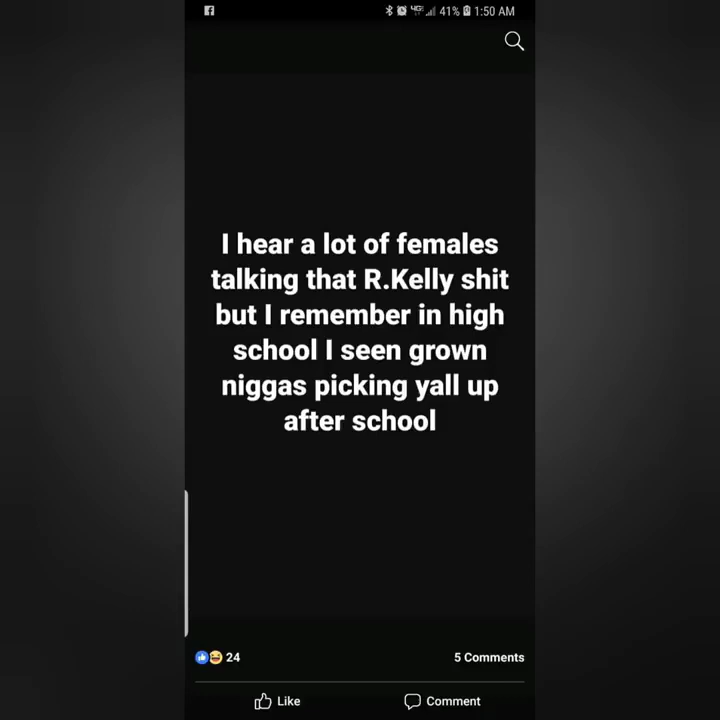 41% 1:50 AM
I hear a lot of females
talking that R.Kelly shit
but I remember in high
school I seen grown
niggas picking yall up
after school
24
5 Comments
Like
Comment